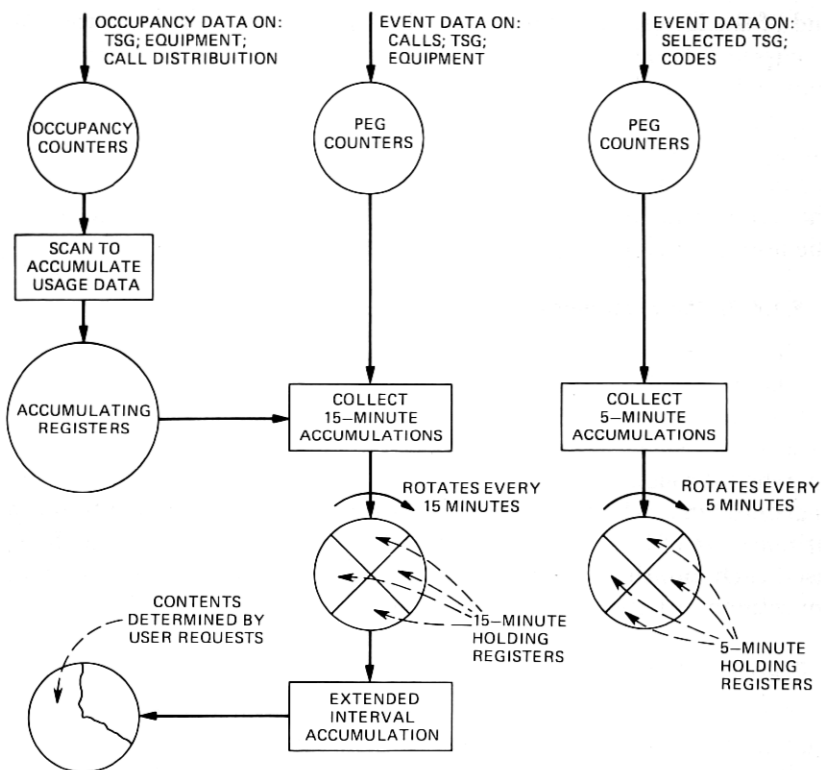 OCCUPANCY DATA ON:
TSG; EQUIPMENT;
CALL DISTRIBUITION
EVENT DATA ON:
CALLS; TSG;
EQUIPMENT
EVENT DATA ON:
SELECTED TSG;
CODES
OCCUPANCY
COUNTERS
PEG
COUNTERS
PEG
COUNTERS
SCAN TO
ACCUMULATE
USAGE DATA
ACCUMULATING
REGISTERS
COLLECT
15–MINUTE
ACCUMULATIONS
COLLECT
5–MINUTE
ACCUMULATIONS
ROTATES EVERY
15 MINUTES
ROTATES EVERY
5 MINUTES
CONTENTS
DETERMINED BY
USER REQUESTS
15–MINUTE
HOLDING
REGISTERS
5–MINUTE
HOLDING
REGISTERS
EXTENDED
INTERVAL
ACCUMULATION